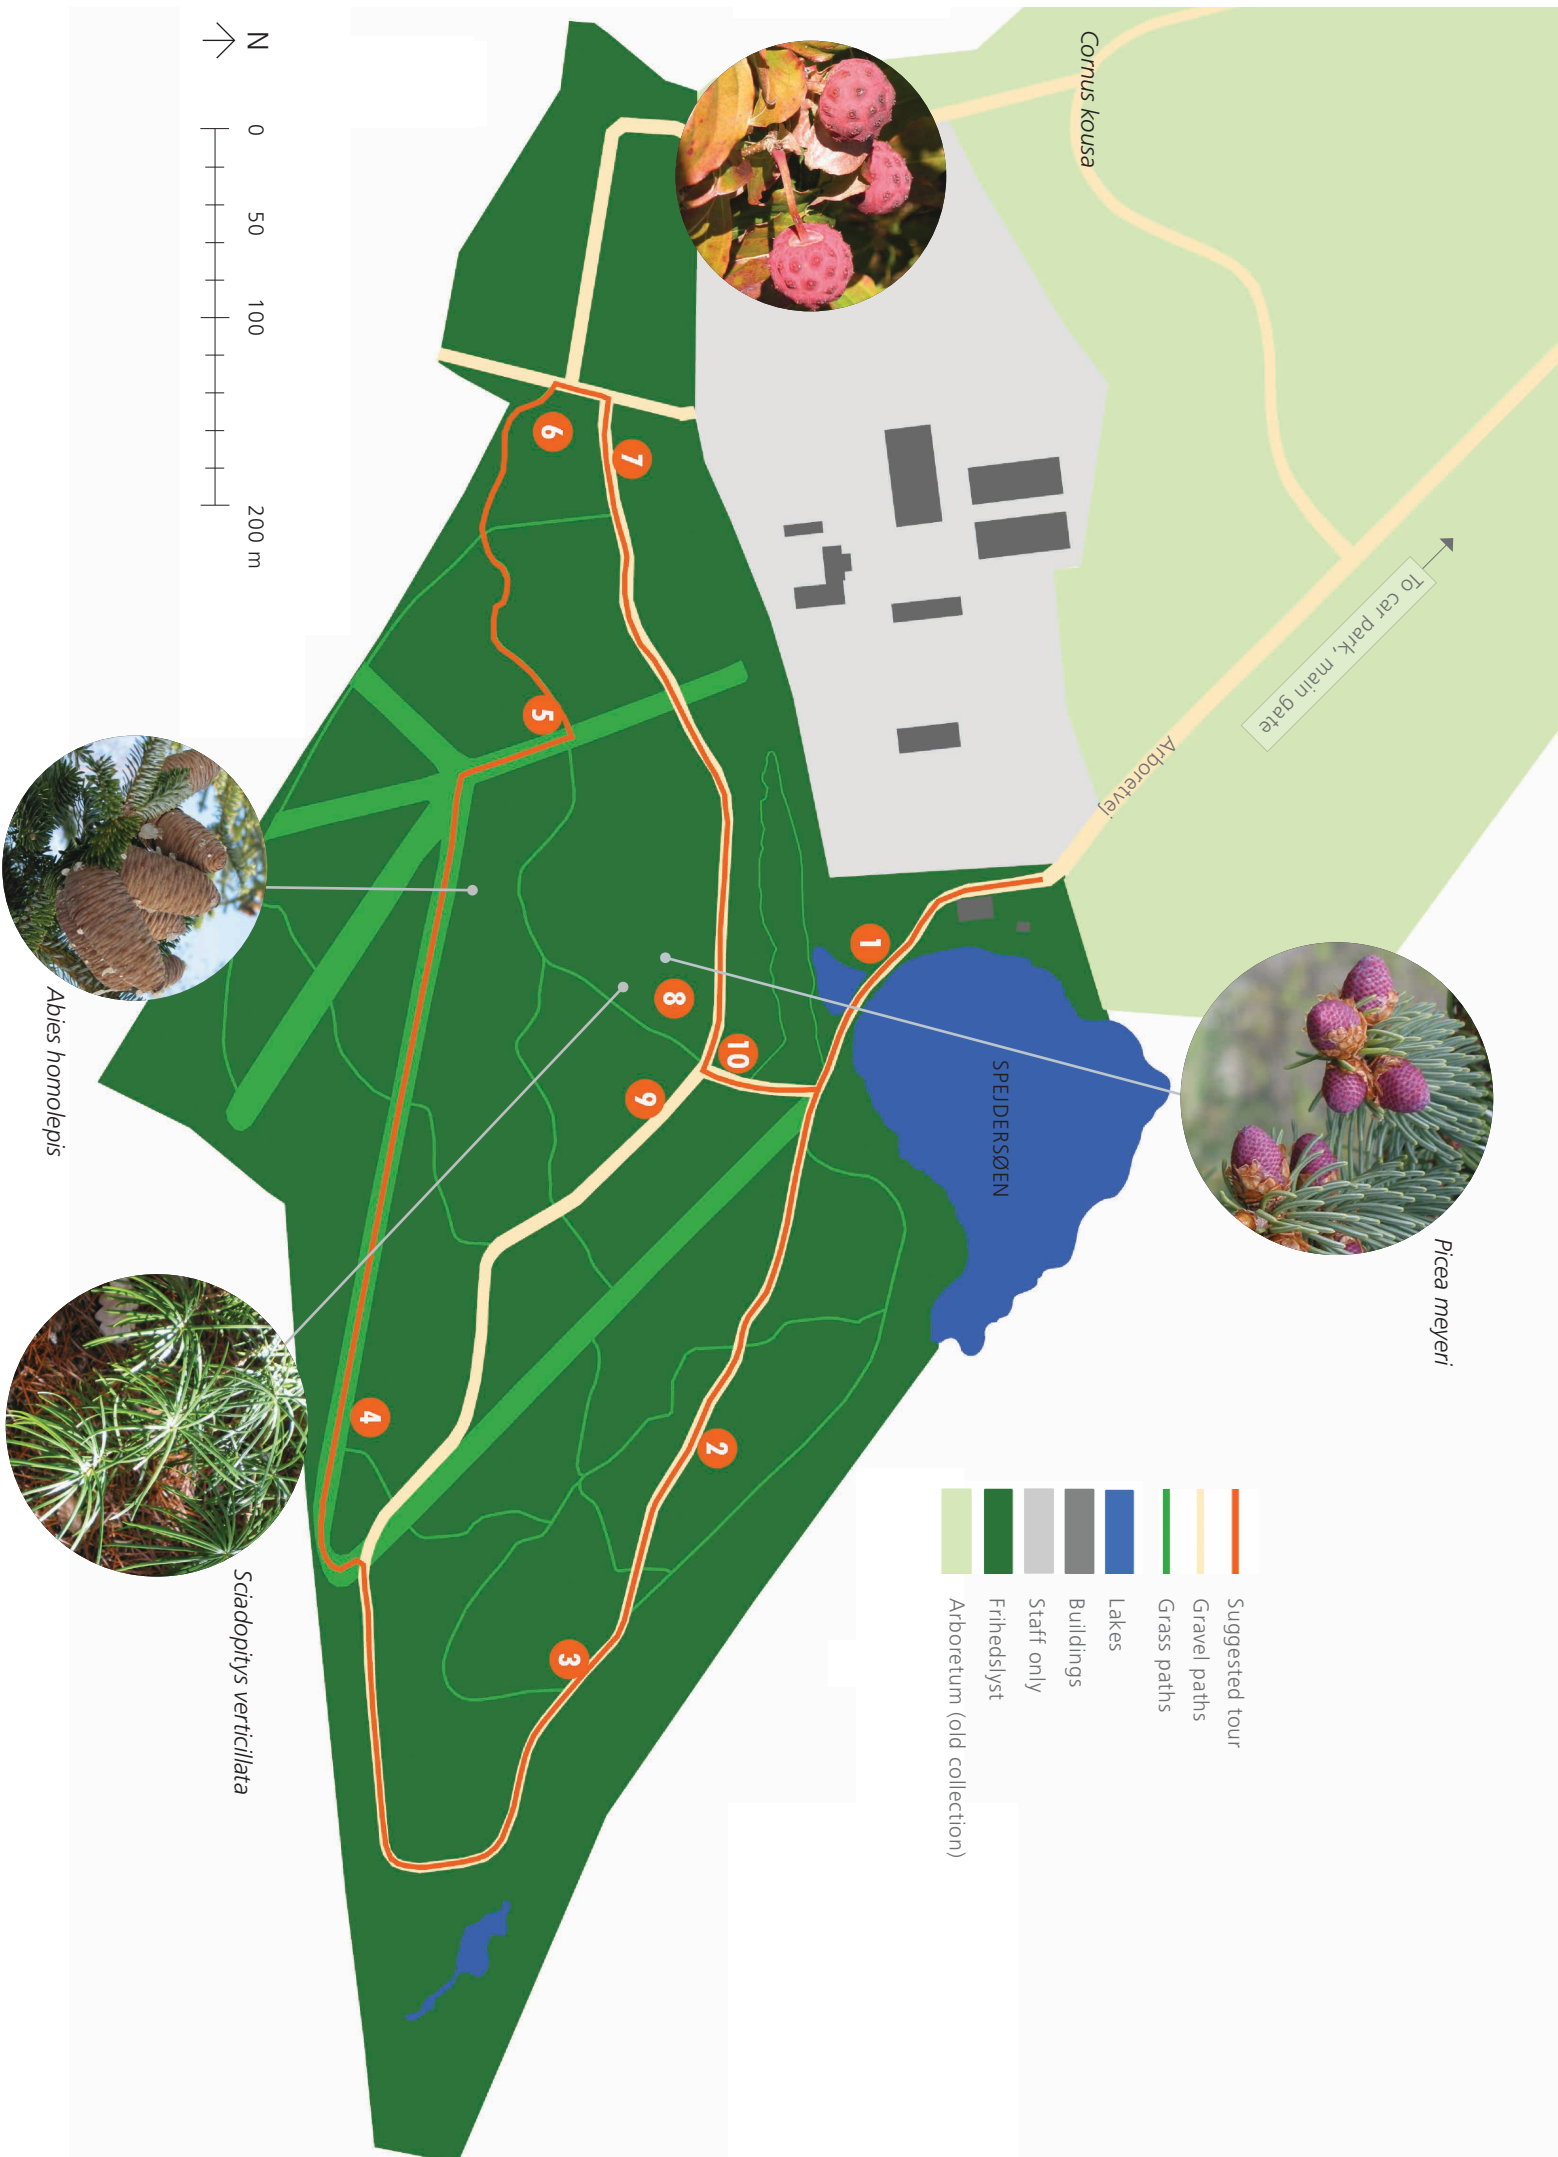 Cornus kousa
N
0 50 100 200 m
To car park, main gate
Arboretvej
SPEJDERSØEN
Picea meyeri
Abies homolepis
Sciadopitys verticillata
1
2
3
4
5
6
7
8
9
10
Suggested tour
Gravel paths
Grass paths
Lakes
Buildings
Staff only
Frihedslyst
Arboretum (old collection)